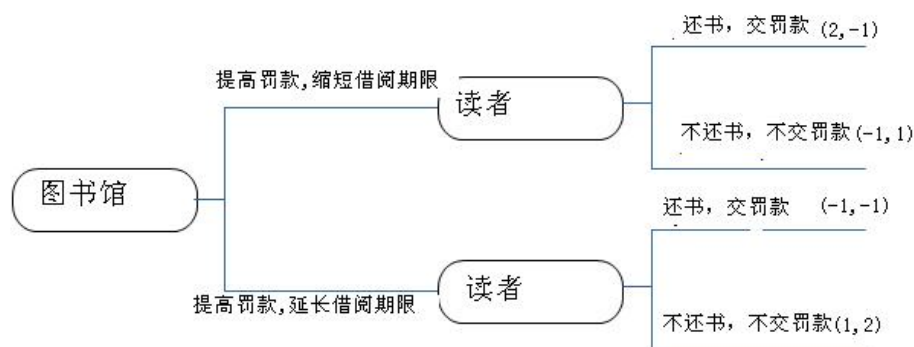 还书，交罚款 (2,-1)
提高罚款,缩短借阅期限
读者
不还书，不交罚款(-1,1)
图书馆
还书，交罚款 (-1,-1)
提高罚款,延长借阅期限
读者
不还书，不交罚款(1,2)